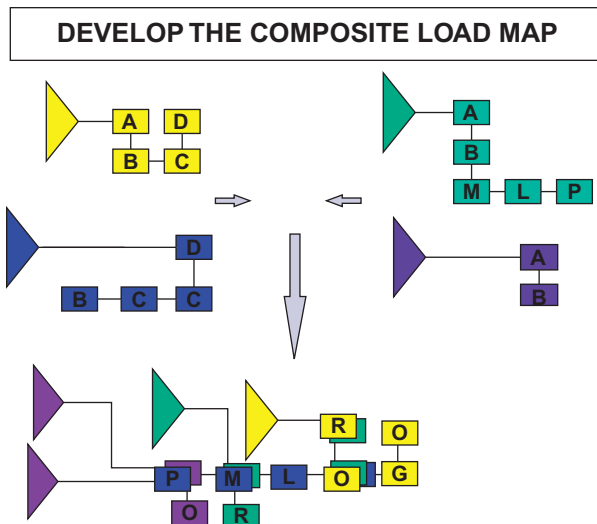 DEVELOP THE COMPOSITE LOAD MAP
A D
B C
A
B
M L P
D
B C C
A
B
R O
P M L O G
O R